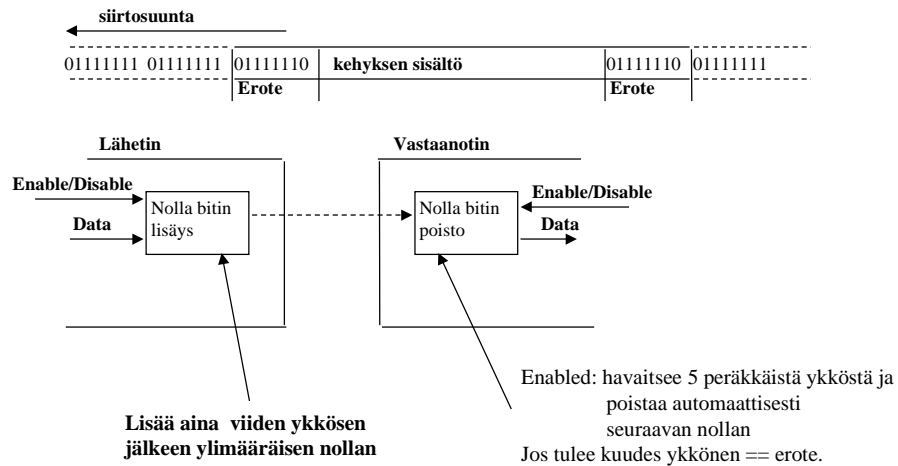 siirtosuunta
01111111 01111111 01111110 kehyksen sisältö 01111110 01111111
Erote Erote
Lähetin Vastaanotin
Enable/Disable Enable/Disable
Nolla bitin Nolla bitin
Data lisäys poisto Data
Enabled: havaitsee 5 peräkkäistä ykköstä ja
poistaa automaattisesti
Lisää aina viiden ykkösen seuraavan nollan
jälkeen ylimääräisen nollan Jos tulee kuudes ykkönen == erote.